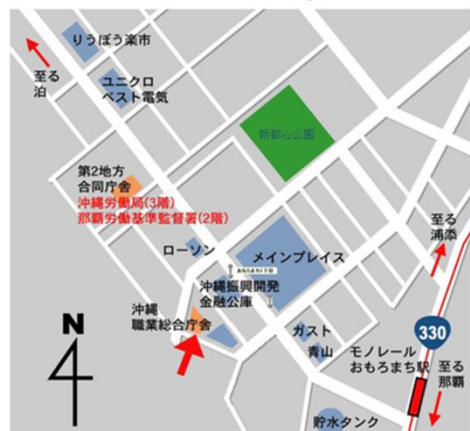 りうぼう楽市
至る
泊
ユニクロ
ベスト電気
新都心公園
第2地方
合同庁舎
沖縄労働局(3階)
那覇労働基準監督署(2階)
至る
浦添
ローソン
メインプレイス
沖縄振興開発
金融公庫
沖縄
職業総合庁舎
N
ガスト
青山
330
モノレール
おもろまち駅
至る
那覇
貯水タンク